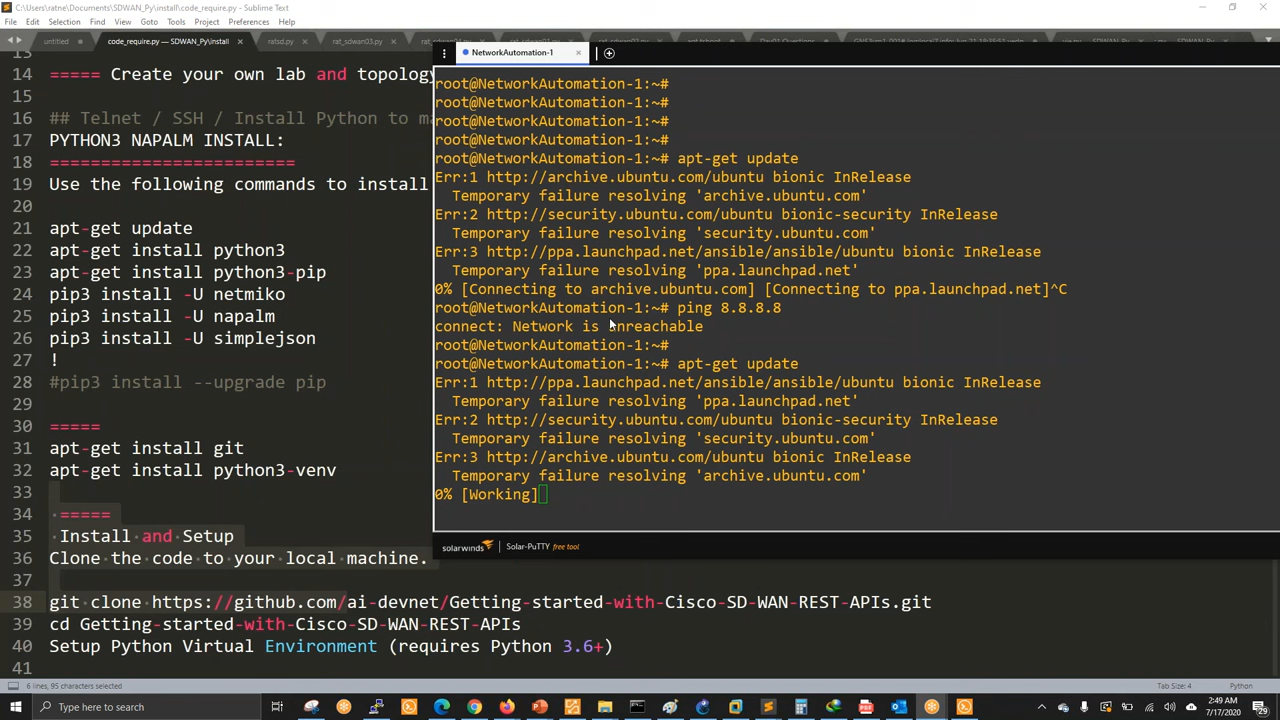 C:\Users\ratne\Documents\SDWAN_Py\install\code_require.py - Sublime Text
File Edit Selection Find View Goto Tools Project Preferences Help
untitled
code_require.py — SDWAN_Py\install
ratsd.py
rat_sdwan03.py
13
14 ===== Create your own lab and topology
15
16 ## Telnet / SSH / Install Python to m
17 PYTHON3 NAPALM INSTALL:
18 ========================
19 Use the following commands to install
20
21 apt-get update
22 apt-get install python3
23 apt-get install python3-pip
24 pip3 install -U netmiko
25 pip3 install -U napalm
26 pip3 install -U simplejson
27 !
28 #pip3 install --upgrade pip
29
30 =====
31 apt-get install git
32 apt-get install python3-venv
33
34 =====
35 Install and Setup
36 Clone the code to your local machine.
37
38 git clone https://github.com/ai-devnet/Getting-started-with-Cisco-SD-WAN-REST-APIs.git
39 cd Getting-started-with-Cisco-SD-WAN-REST-APIs
40 Setup Python Virtual Environment (requires Python 3.6+)
41
NetworkAutomation-1
root@NetworkAutomation-1:~#
root@NetworkAutomation-1:~#
root@NetworkAutomation-1:~#
root@NetworkAutomation-1:~#
root@NetworkAutomation-1:~# apt-get update
Err:1 http://archive.ubuntu.com/ubuntu bionic InRelease
Temporary failure resolving 'archive.ubuntu.com'
Err:2 http://security.ubuntu.com/ubuntu bionic-security InRelease
Temporary failure resolving 'security.ubuntu.com'
Err:3 http://ppa.launchpad.net/ansible/ansible/ubuntu bionic InRelease
Temporary failure resolving 'ppa.launchpad.net'
0% [Connecting to archive.ubuntu.com] [Connecting to ppa.launchpad.net]^C
root@NetworkAutomation-1:~# ping 8.8.8.8
connect: Network is unreachable
root@NetworkAutomation-1:~#
root@NetworkAutomation-1:~# apt-get update
Err:1 http://ppa.launchpad.net/ansible/ansible/ubuntu bionic InRelease
Temporary failure resolving 'ppa.launchpad.net'
Err:2 http://security.ubuntu.com/ubuntu bionic-security InRelease
Temporary failure resolving 'security.ubuntu.com'
Err:3 http://archive.ubuntu.com/ubuntu bionic InRelease
Temporary failure resolving 'archive.ubuntu.com'
0% [Working]
solarwinds Solar-PuTTY free tool
6 lines, 95 characters selected
Tab Size: 4
Python
Type here to search
2:49 AM
7/17/2020
29